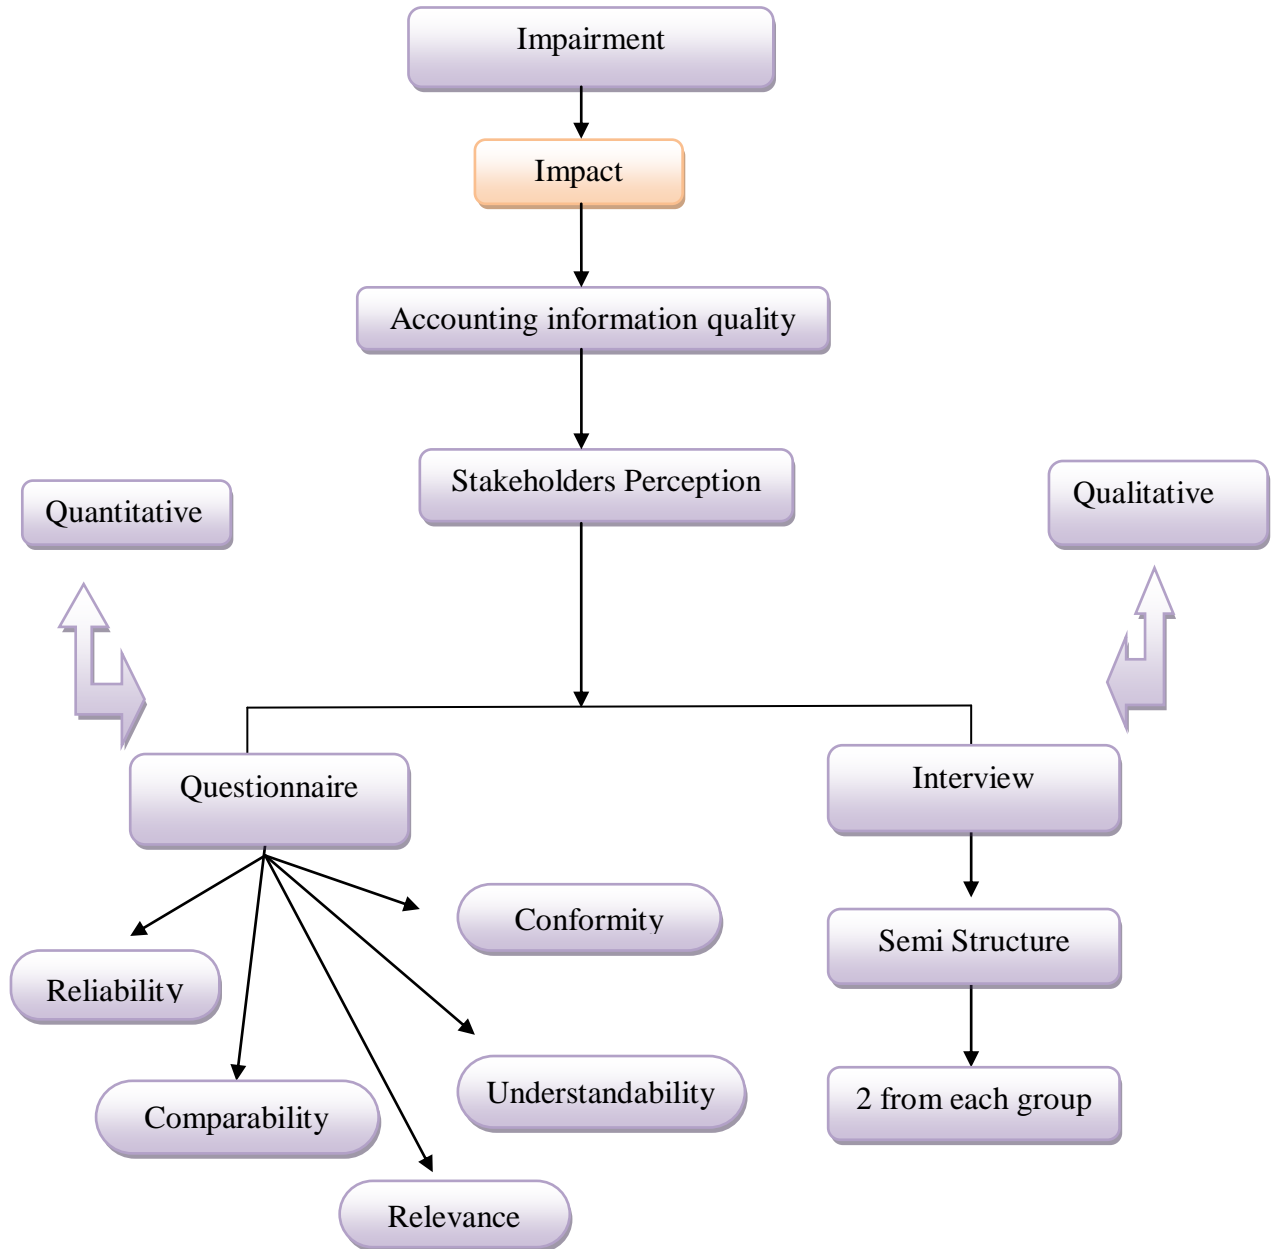 Impairment
Impact
Accounting information quality
Stakeholders Perception
Quantitative
Qualitative
Questionnaire
Interview
Conformity
Semi Structure
Reliability
Understandability
2 from each group
Comparability
Relevance